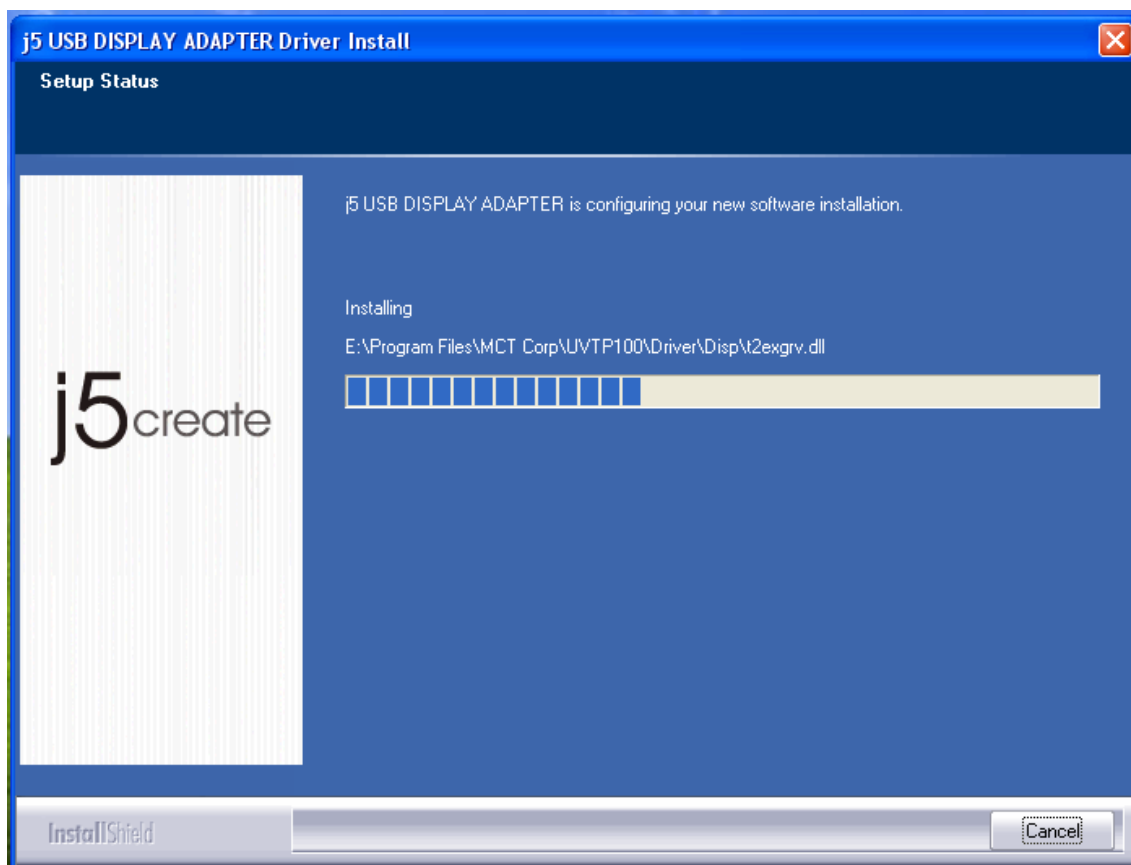 j5 USB DISPLAY ADAPTER Driver Install
Setup Status
j5 USB DISPLAY ADAPTER is configuring your new software installation.
Installing
E:\Program Files\MCT Corp\UVTP100\Driver\Disp\t2exgrv.dll
j5create
InstallShield
Cancel